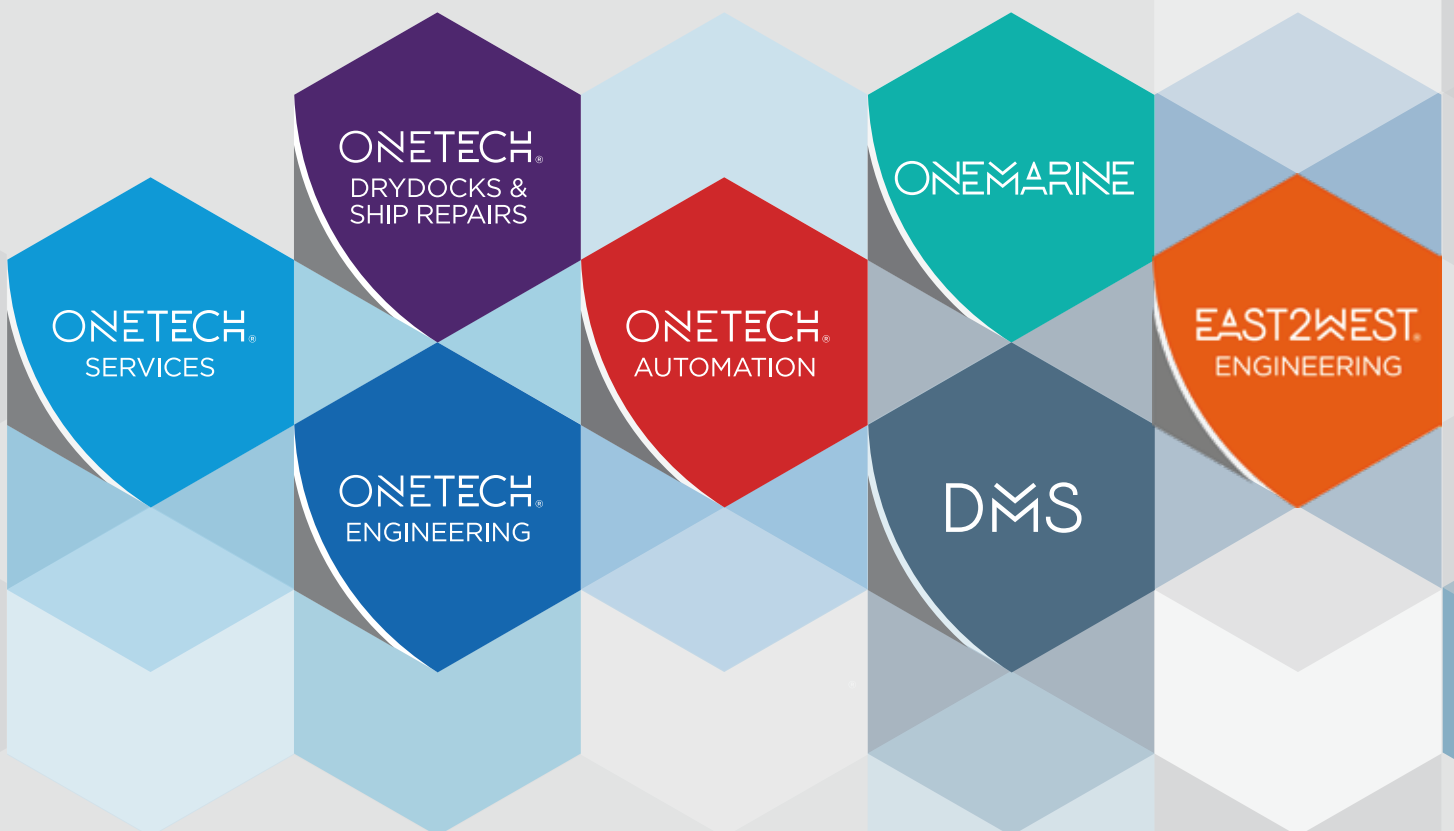 ONETECH®
DRYDOCKS &
SHIP REPAIRS
ONEMARINE
ONETECH®
SERVICES
ONETECH®
AUTOMATION
EAST2WEST®
ENGINEERING
ONETECH®
ENGINEERING
DMS